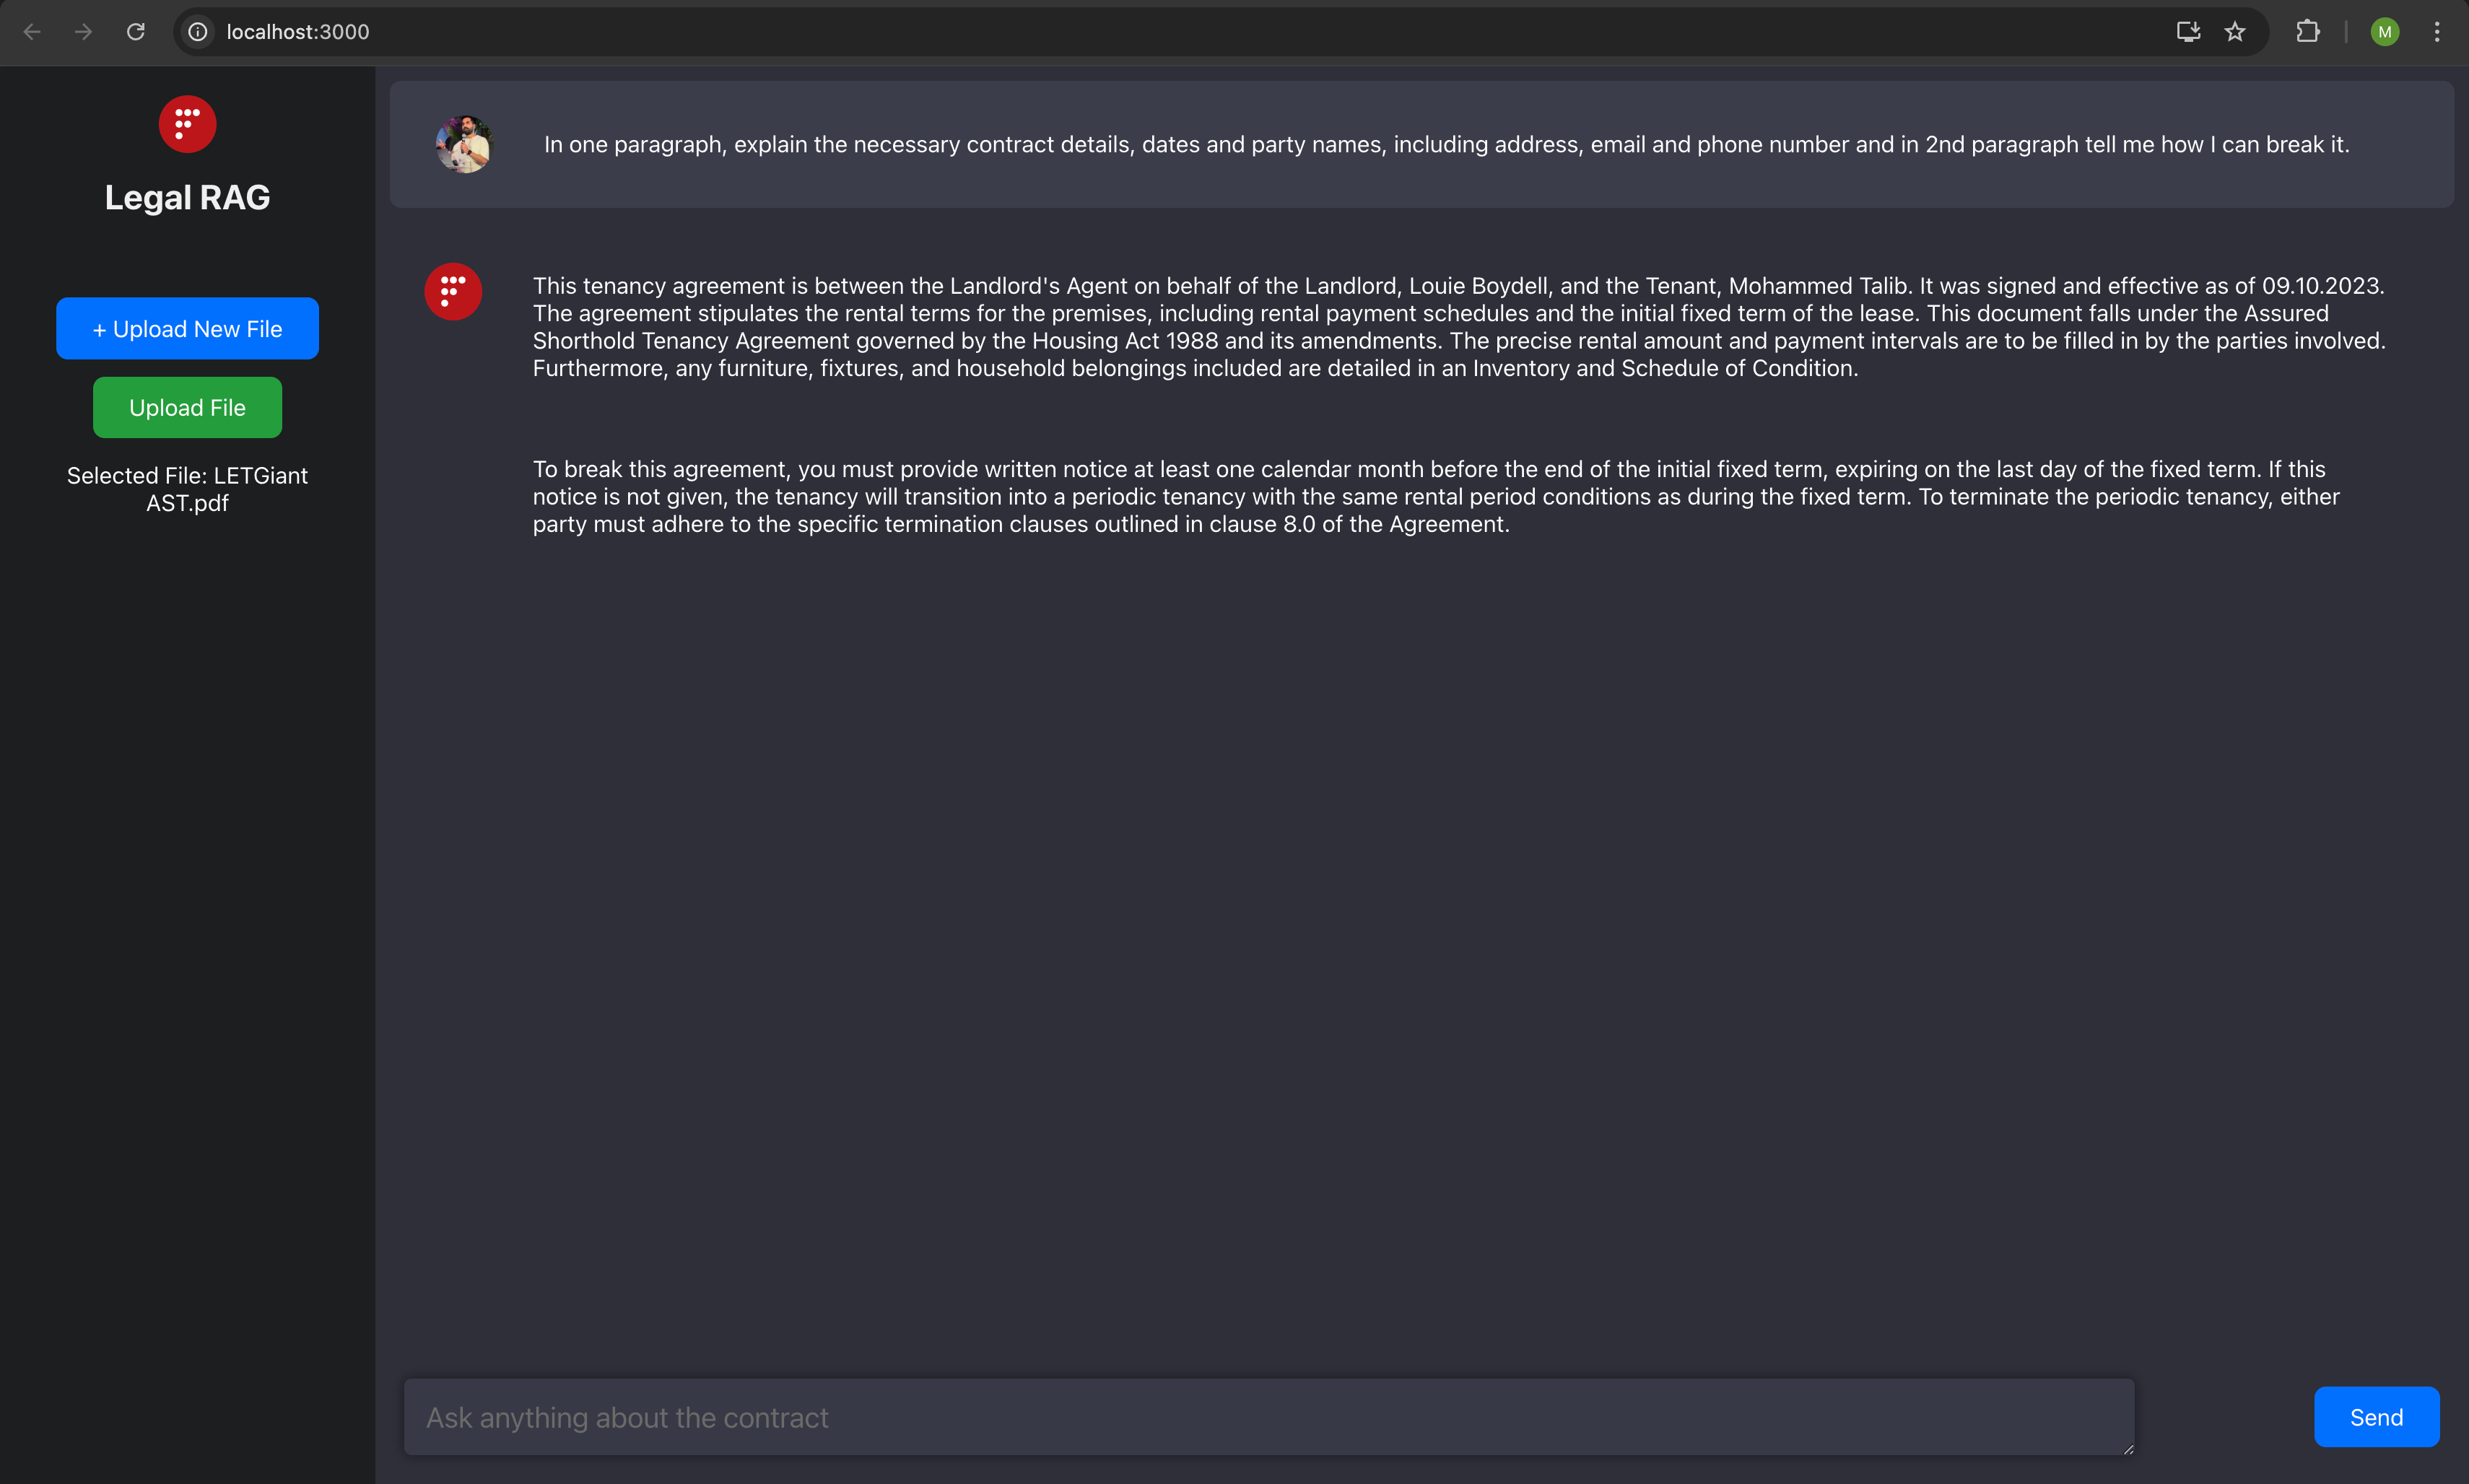 localhost:3000
M
Legal RAG
+ Upload New File
Upload File
Selected File: LETGiant
AST.pdf
In one paragraph, explain the necessary contract details, dates and party names, including address, email and phone number and in 2nd paragraph tell me how I can break it.
This tenancy agreement is between the Landlord's Agent on behalf of the Landlord, Louie Boydell, and the Tenant, Mohammed Talib. It was signed and effective as of 09.10.2023.
The agreement stipulates the rental terms for the premises, including rental payment schedules and the initial fixed term of the lease. This document falls under the Assured
Shorthold Tenancy Agreement governed by the Housing Act 1988 and its amendments. The precise rental amount and payment intervals are to be filled in by the parties involved.
Furthermore, any furniture, fixtures, and household belongings included are detailed in an Inventory and Schedule of Condition.
To break this agreement, you must provide written notice at least one calendar month before the end of the initial fixed term, expiring on the last day of the fixed term. If this
notice is not given, the tenancy will transition into a periodic tenancy with the same rental period conditions as during the fixed term. To terminate the periodic tenancy, either
party must adhere to the specific termination clauses outlined in clause 8.0 of the Agreement.
Ask anything about the contract
Send